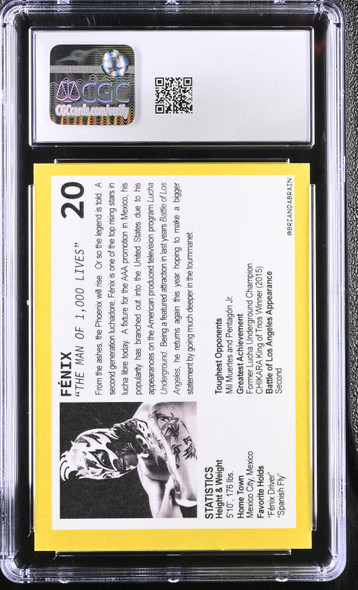 CGC
CGCcards.com/verify
FÉNIX
"THE MAN OF 1,000 LIVES"
20
From the ashes, the Phoenix will rise. Or so the legend is told. A
second generation luchadore, Fénix is one of the top rising stars in
lucha libre today. A fixture for the AAA promotion in Mexico, his
popularity has branched out into the United States due to his
appearances on the American produced television program Lucha
Underground. Being a featured attraction in last years Battle of Los
Angeles, he returns again this year hoping to make a bigger
statement by going much deeper in the tournmanet.
STATISTICS
Height & Weight
5'10", 176 lbs.
Home Town
Mexico City, Mexico
Favorite Holds
"Fénix Driver"
"Spanish Fly"
Toughest Opponents
Mil Muertes and Pentagón Jr.
Greatest Achievement
Former Lucha Underground Champion
CHIKARA King of Trios Winner (2015)
Battle of Los Angeles Appearance
Second
@BRIANDABRAIN